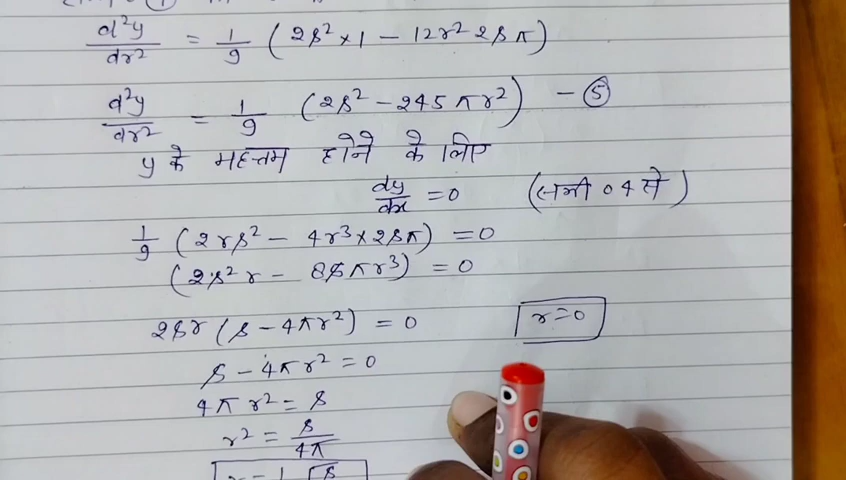 d²y/dr² = 1/9 (2s² × 1 - 12r² 2sπ)
d²y/dr² = 1/9 (2s² - 24sπr²) - ⑤
y के महत्तम होने के लिए
dy/dx = 0 (समी 04 से)
1/9 (2rs² - 4r³ × 2sπ) = 0
(2s²r - 8sπr³) = 0
2sr (s - 4πr²) = 0 r = 0
s - 4πr² = 0
4πr² = s
r² = s/4π